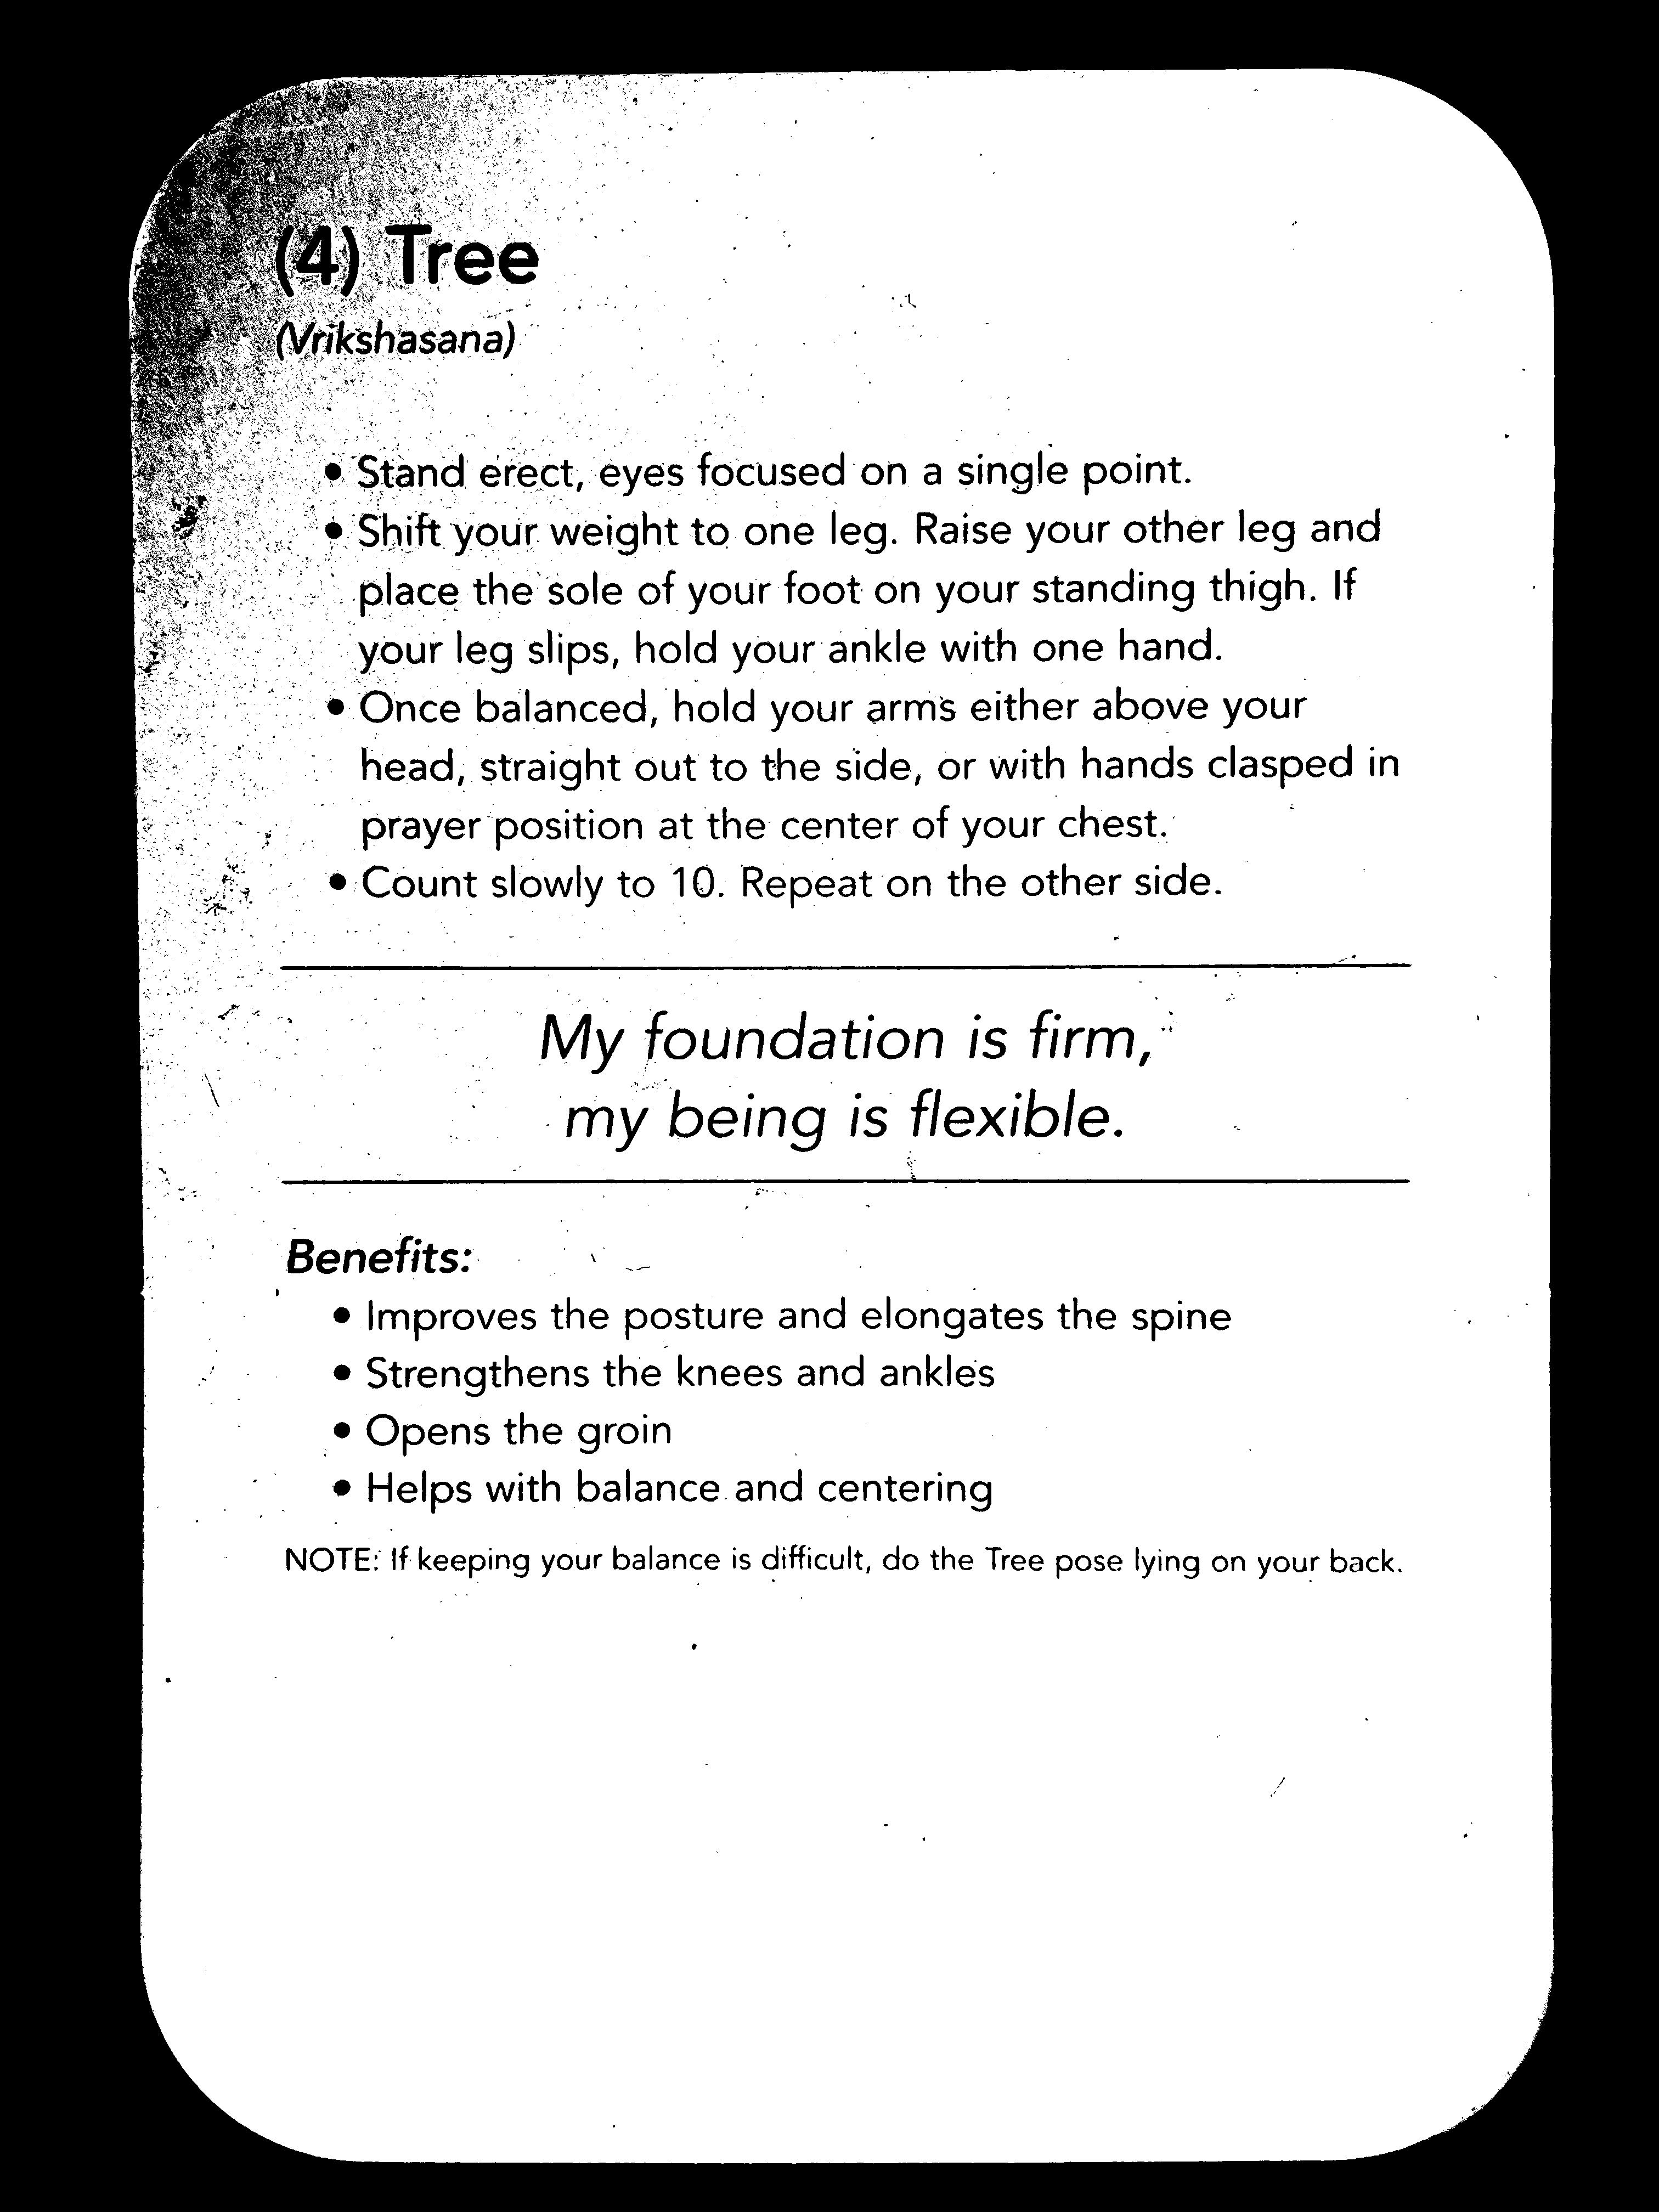 (4) Tree
(Vrikshasana)
• Stand erect, eyes focused on a single point.
• Shift your weight to one leg. Raise your other leg and
place the sole of your foot on your standing thigh. If
your leg slips, hold your ankle with one hand.
• Once balanced, hold your arms either above your
head, straight out to the side, or with hands clasped in
prayer position at the center of your chest.
• Count slowly to 10. Repeat on the other side.
My foundation is firm,
my being is flexible.
Benefits:
• Improves the posture and elongates the spine
• Strengthens the knees and ankles
• Opens the groin
• Helps with balance and centering
NOTE: If keeping your balance is difficult, do the Tree pose lying on your back.